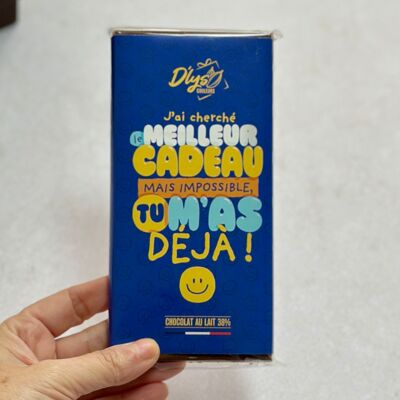 D'lys
COULEURS
J'ai cherché
le MEILLEUR
CADEAU
MAIS IMPOSSIBLE,
TU M'AS
DÉJÀ !
CHOCOLAT AU LAIT 38%